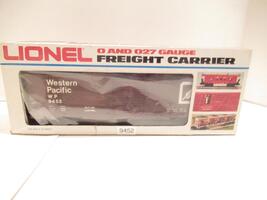 LIONEL
O AND O27 GAUGE
FREIGHT CARRIER
Western
Pacific
WP
9452
9452